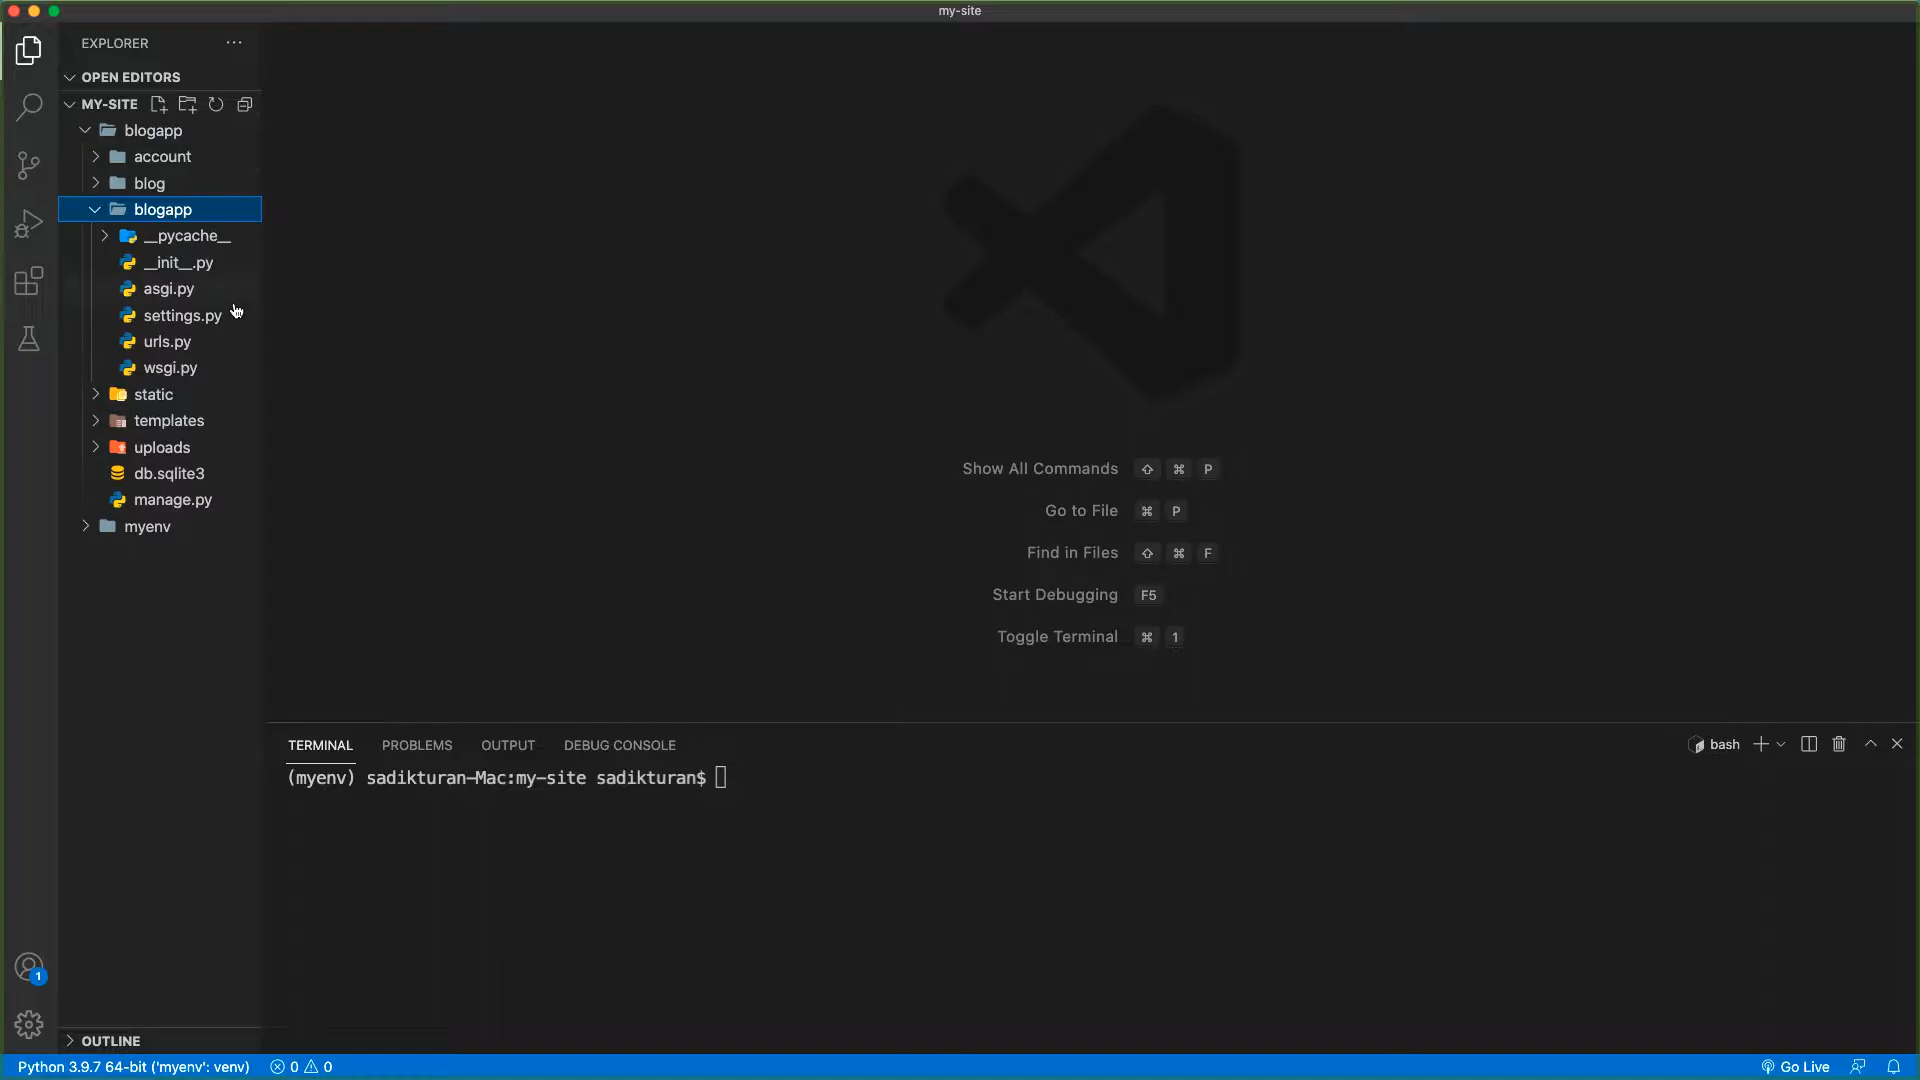 my-site
EXPLORER
OPEN EDITORS
MY-SITE
blogapp
account
blog
blogapp
__pycache__
__init__.py
asgi.py
settings.py
urls.py
wsgi.py
static
templates
uploads
db.sqlite3
manage.py
myenv
Show All Commands ⇧ ⌘ P
Go to File ⌘ P
Find in Files ⇧ ⌘ F
Start Debugging F5
Toggle Terminal ⌘ 1
TERMINAL PROBLEMS OUTPUT DEBUG CONSOLE bash
(myenv) sadikturan-Mac:my-site sadikturan$
1
OUTLINE
Python 3.9.7 64-bit ('myenv': venv) 0 0 Go Live